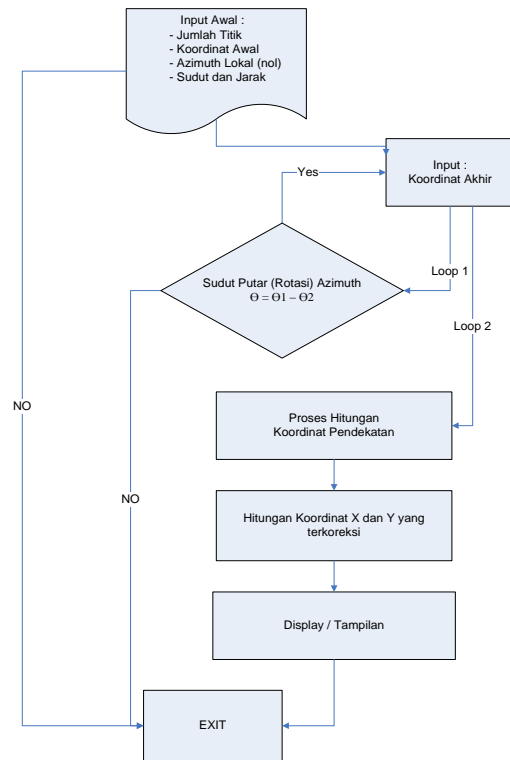 Input Awal :
- Jumlah Titik
- Koordinat Awal
- Azimuth Lokal (nol)
- Sudut dan Jarak
Input :
Koordinat Akhir
Yes
Sudut Putar (Rotasi) Azimuth
Ө = Ө1 – Ө2
Loop 1
Loop 2
NO
Proses Hitungan
Koordinat Pendekatan
NO
Hitungan Koordinat X dan Y yang
terkoreksi
Display / Tampilan
EXIT